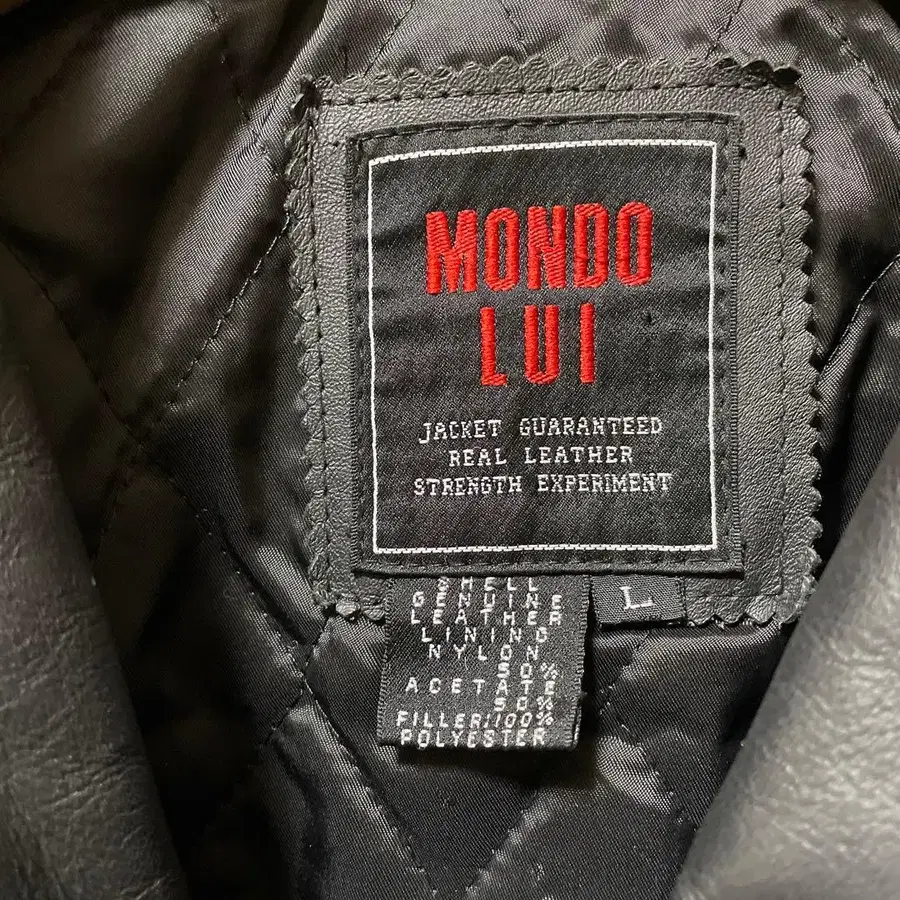 MONDO
LUI
JACKET GUARANTEED
REAL LEATHER
STRENGTH EXPERIMENT
L
SHELL
GENUINE
LEATHER
LINING
NYLON
50%
ACETATE
50%
FILLER:100%
POLYESTER